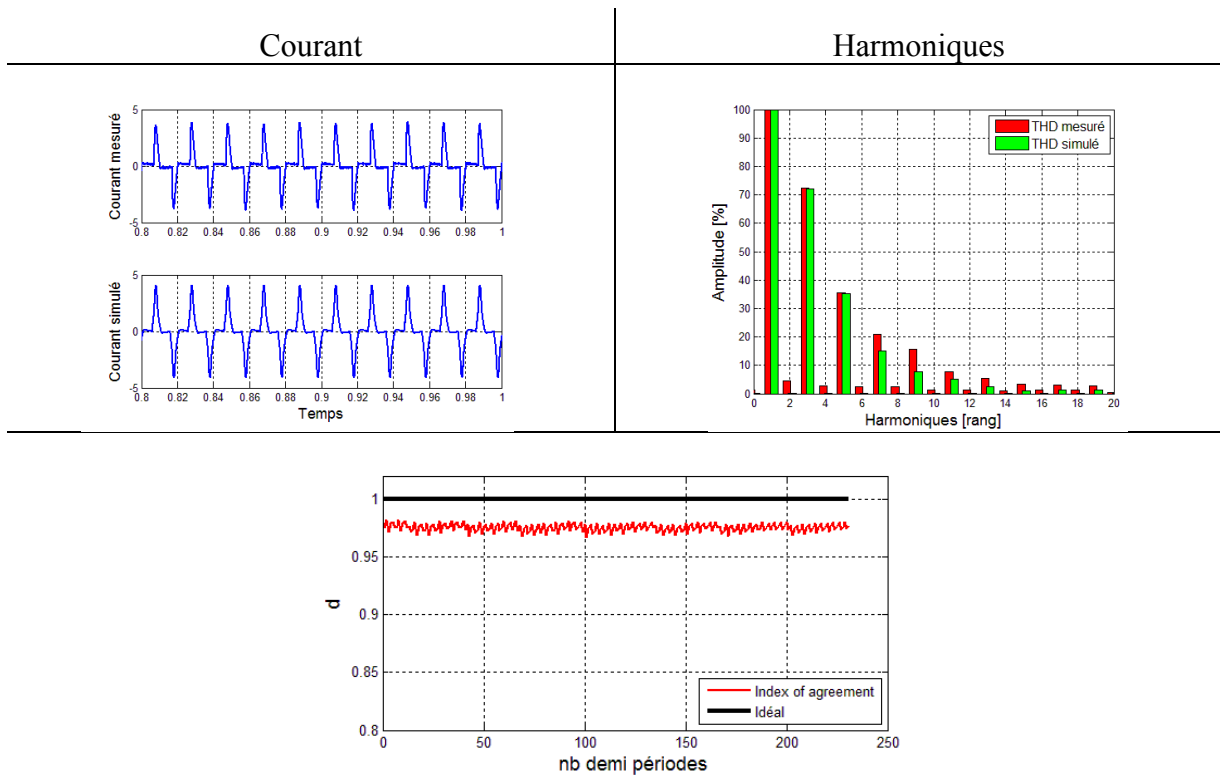 Courant
Harmoniques
Courant mesuré
5
0
-5
0.8 0.82 0.84 0.86 0.88 0.9 0.92 0.94 0.96 0.98 1
Courant simulé
5
0
-5
0.8 0.82 0.84 0.86 0.88 0.9 0.92 0.94 0.96 0.98 1
Temps
Amplitude [%]
100
90
80
70
60
50
40
30
20
10
0
THD mesuré
THD simulé
0 2 4 6 8 10 12 14 16 18 20
Harmoniques [rang]
d
1
0.95
0.9
0.85
0.8
Index of agreement
Idéal
0 50 100 150 200 250
nb demi périodes